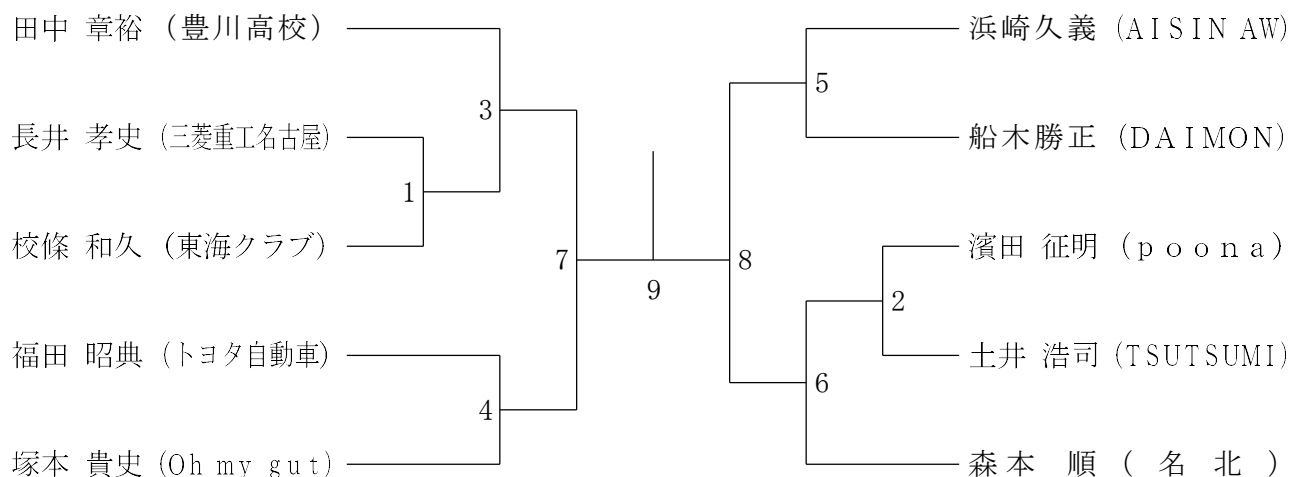 田中 章裕 (豊川高校)
長井 孝史 (三菱重工名古屋)
校條 和久 (東海クラブ)
福田 昭典 (トヨタ自動車)
塚本 貴史 (Oh my gut)
3
1
7
4
9
浜崎久義 (AISIN AW)
船木勝正 (DAIMON)
濱田 征明 (poona)
土井 浩司 (TSUTSUMI)
森本 順 (名北)
5
8
2
6